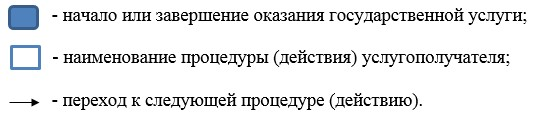 - начало или завершение оказания государственной услуги;
- наименование процедуры (действия) услугополучателя;
- переход к следующей процедуре (действию).